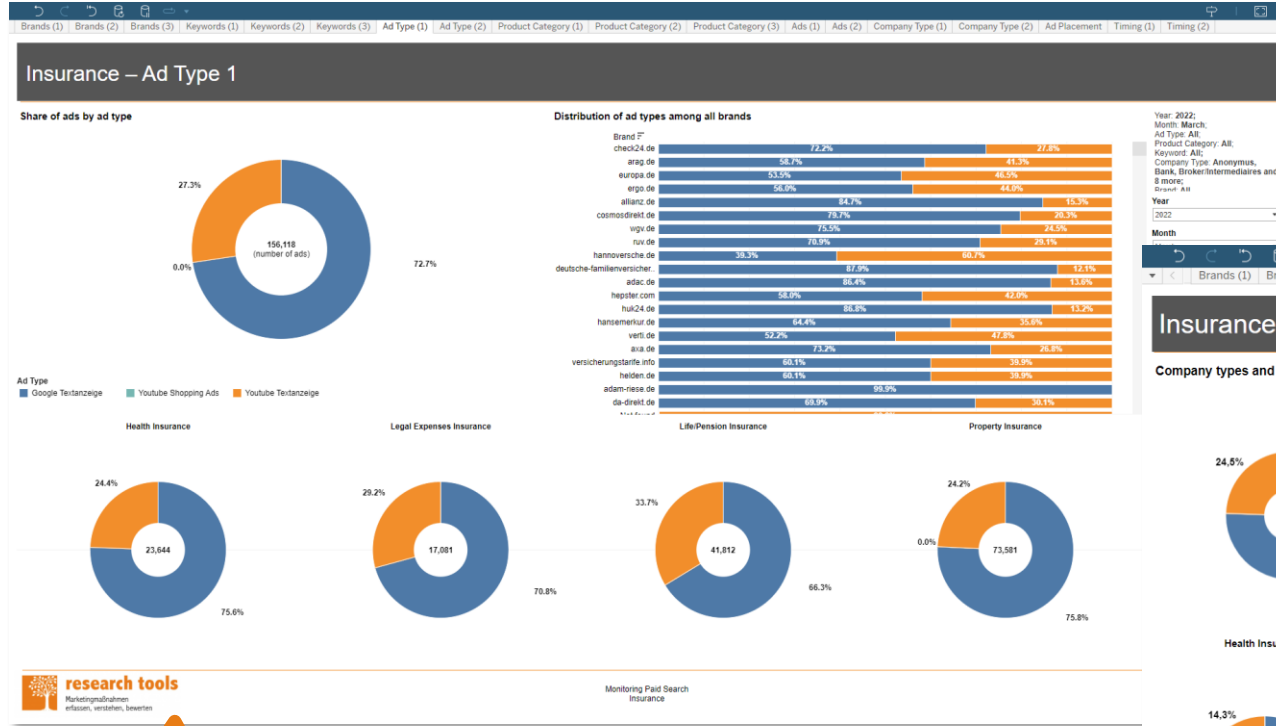 Brands (1) Brands (2) Brands (3) Keywords (1) Keywords (2) Keywords (3) Ad Type (1) Ad Type (2) Product Category (1) Product Category (2) Product Category (3) Ads (1) Ads (2) Company Type (1) Company Type (2) Ad Placement Timing (1) Timing (2)
Insurance – Ad Type 1
Share of ads by ad type
27.3%
0.0%
156,118
(number of ads)
72.7%
Ad Type
Google Textanzeige Youtube Shopping Ads Youtube Textanzeige
Distribution of ad types among all brands
Brand
check24.de 72.2% 27.8%
arag.de 58.7% 41.3%
europa.de 53.5% 46.5%
ergo.de 56.0% 44.0%
allianz.de 84.7% 15.3%
cosmosdirekt.de 79.7% 20.3%
wgv.de 75.5% 24.5%
ruv.de 70.9% 29.1%
hannoversche.de 39.3% 60.7%
deutsche-familienversicher.. 87.9% 12.1%
adac.de 86.4% 13.6%
hepster.com 58.0% 42.0%
huk24.de 86.8% 13.2%
hansemerkur.de 64.4% 35.6%
verti.de 52.2% 47.8%
axa.de 73.2% 26.8%
versicherungstarife.info 60.1% 39.9%
helden.de 60.1% 39.9%
adam-riese.de 99.9%
da-direkt.de 69.9% 30.1%
Year: 2022;
Month: March;
Ad Type: All;
Product Category: All;
Keyword: All;
Company Type: Anonymus,
Bank, Broker/Intermediaires and
8 more;
Brand: All
Year
2022
Month
Brands (1)
Insurance
Company types and
24,5%
Health Insurance
24.4%
23,644
75.6%
Legal Expenses Insurance
29.2%
17,081
70.8%
Life/Pension Insurance
33.7%
41,812
66.3%
Property Insurance
24.2%
0.0%
73,581
75.8%
Health Insu
14,3%
research tools
Marketingmaßnahmen
erfassen, verstehen, bewerten
Monitoring Paid Search
Insurance